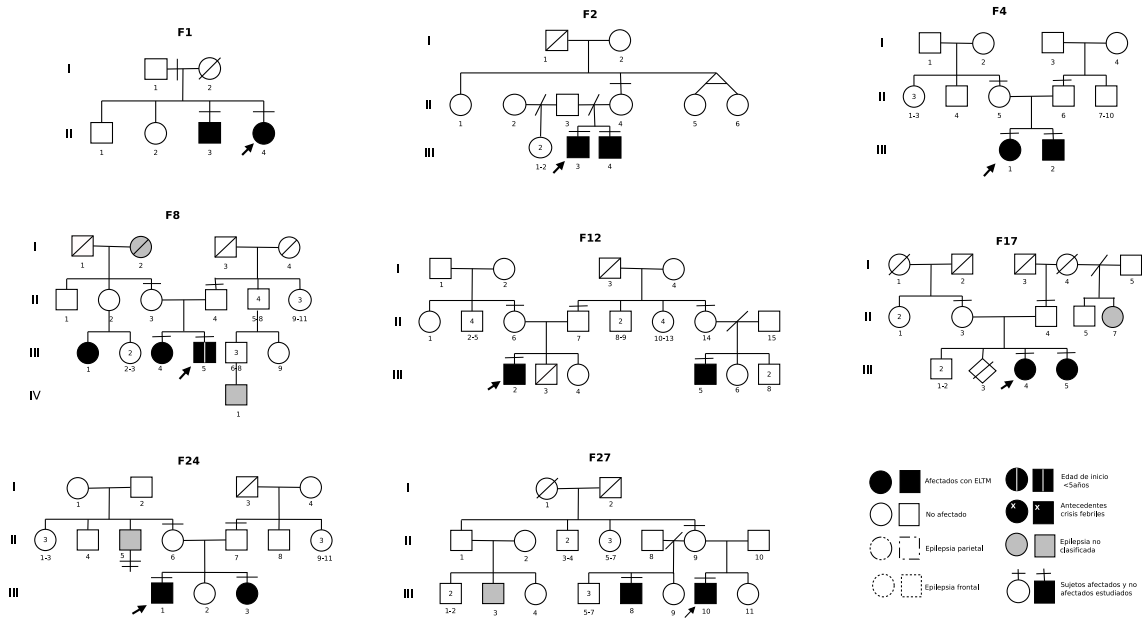 F1
I
1
2
II
1
2
3
4
F2
I
1
2
II
1
2
3
4
5
6
III
2
1-2
3
4
F4
I
1
2
3
4
II
3
1-3
4
5
6
7-10
III
1
2
F8
I
1
2
3
4
II
1
2
3
4
4
5-8
3
9-11
III
1
2
2-3
4
5
3
6-8
9
IV
1
F12
I
1
2
3
4
II
1
4
2-5
6
7
2
8-9
4
10-13
14
15
III
2
3
4
5
6
2
8
F17
I
1
2
3
4
5
II
2
1
3
4
5
7
III
2
1-2
3
4
5
F24
I
1
2
3
4
II
3
1-3
4
5
6
7
8
3
9-11
III
1
2
3
F27
I
1
2
II
1
2
2
3-4
3
5-7
8
9
10
III
2
1-2
3
4
3
5-7
8
9
10
11
Afectados con ELTM
No afectado
Epilepsia parietal
Epilepsia frontal
Edad de inicio
<5años
x
x
Antecedentes
crisis febriles
Epilepsia no
clasificada
Sujetos afectados y no
afectados estudiados